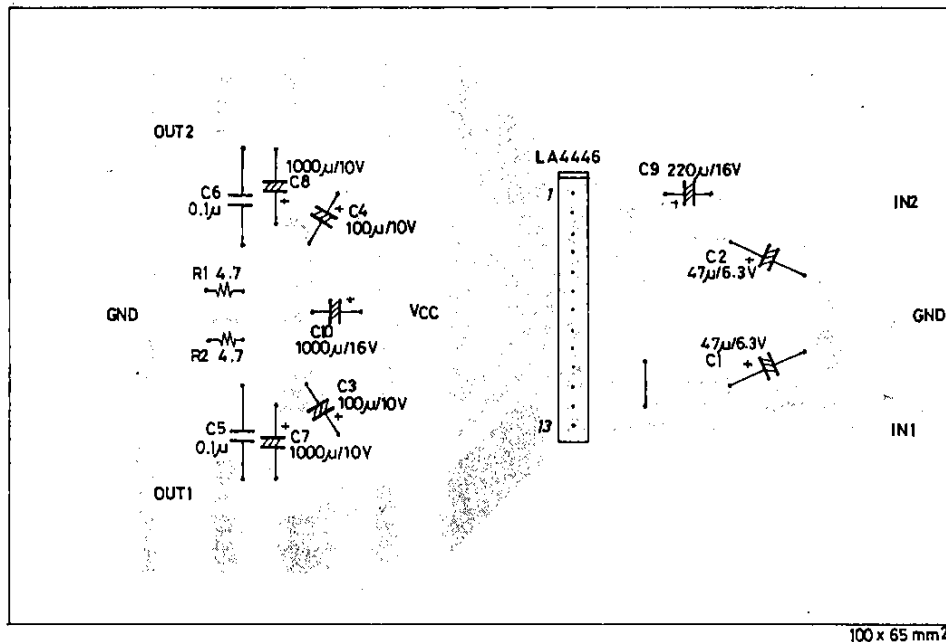 OUT2
1000μ/10V
C8
C6
0.1μ
C4
100μ/10V
R1 4.7
GND
VCC
C10
1000μ/16V
R2 4.7
C3
100μ/10V
C5
0.1μ
C7
1000μ/10V
OUT1
LA4446
1
13
C9 220μ/16V
IN2
C2
47μ/6.3V
GND
47μ/6.3V
C1
IN1
100 x 65 mm²